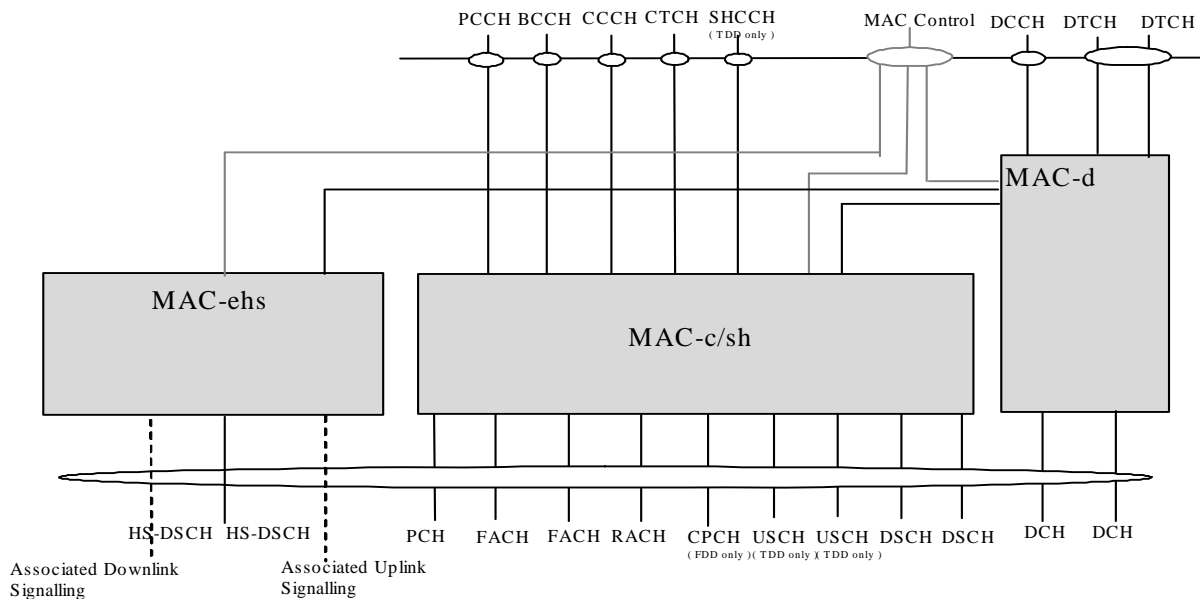 PCCH BCCH CCCH CTCH SHCCH MAC Control DCCH DTCH DTCH
( TDD only )
MAC-d
MAC-ehs
MAC-c/sh
HS-DSCH HS-DSCH PCH FACH FACH RACH CPCH USCH USCH DSCH DSCH DCH DCH
( FDD only ) ( TDD only ) ( TDD only )
Associated Downlink
Signalling
Associated Uplink
Signalling